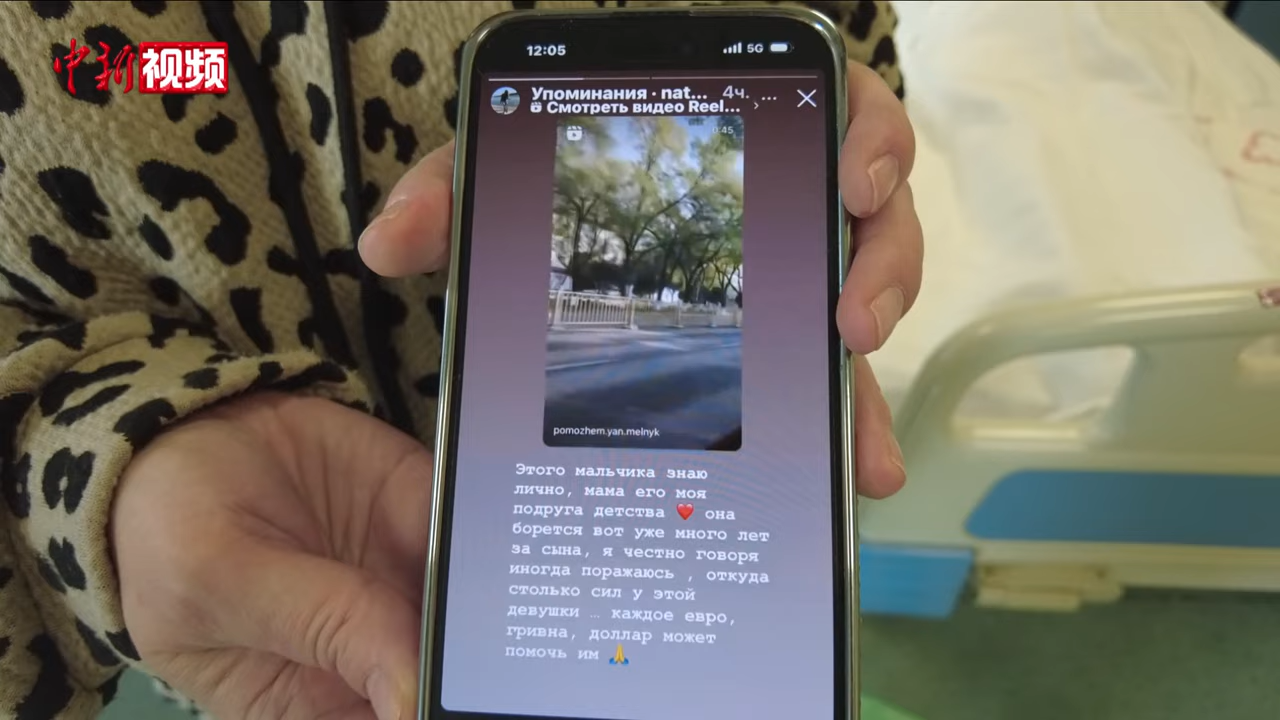 中新视频
12:05
5G
Упоминания · nat... 4ч. ...
Смотреть видео Reel... >
0:45
pomozhem.yan.melnyk
Этого мальчика знаю
лично, мама его моя
подруга детства ❤️ она
борется вот уже много лет
за сына, я честно говоря
иногда поражаюсь , откуда
столько сил у этой
девушки … каждое евро,
гривна, доллар может
помочь им 🙏